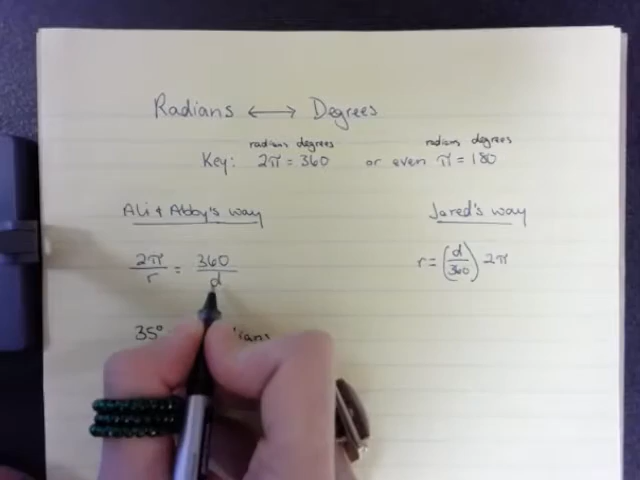 Radians ↔ Degrees
radians degrees radians degrees
Key: 2π = 360 or even π = 180
Ali + Abby's way Jared's way
2π/r = 360/d r = (d/360) 2π
35°